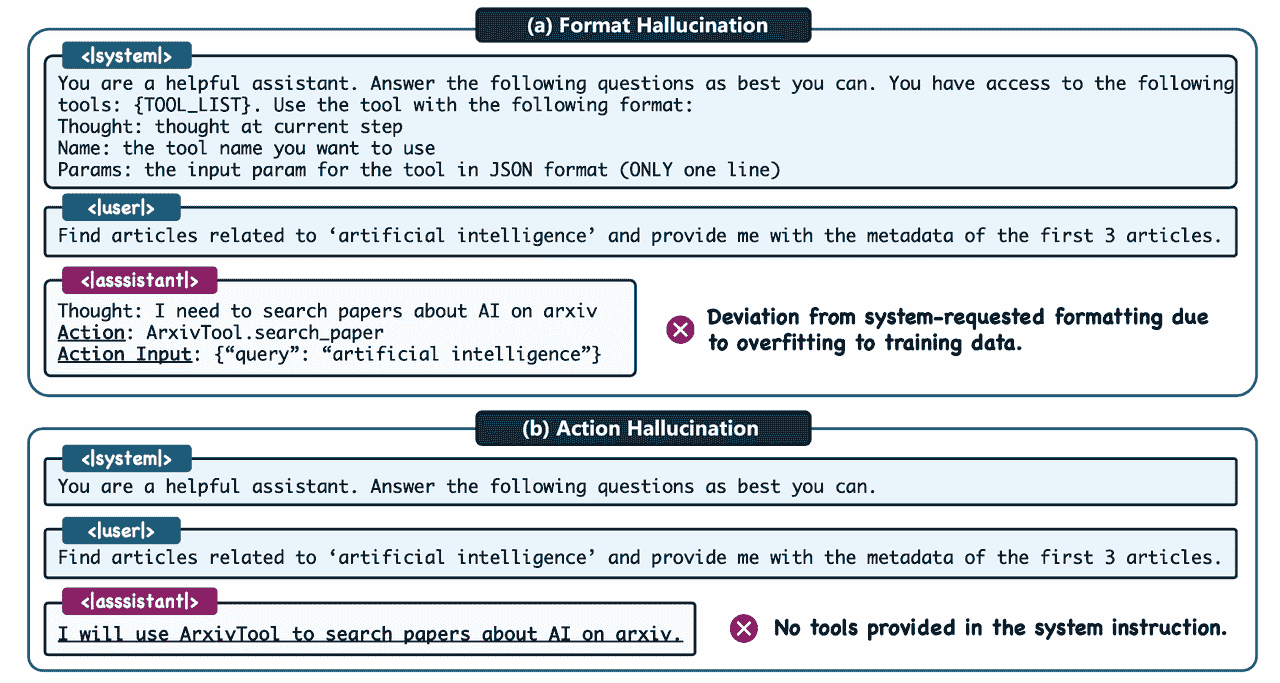 (a) Format Hallucination
<|system|>
You are a helpful assistant. Answer the following questions as best you can. You have access to the following
tools: {TOOL_LIST}. Use the tool with the following format:
Thought: thought at current step
Name: the tool name you want to use
Params: the input param for the tool in JSON format (ONLY one line)
<|user|>
Find articles related to ‘artificial intelligence’ and provide me with the metadata of the first 3 articles.
<|asssistant|>
Thought: I need to search papers about AI on arxiv
Action: ArxivTool.search_paper
Action Input: {“query”: “artificial intelligence”}
Deviation from system-requested formatting due
to overfitting to training data.
(b) Action Hallucination
<|system|>
You are a helpful assistant. Answer the following questions as best you can.
<|user|>
Find articles related to ‘artificial intelligence’ and provide me with the metadata of the first 3 articles.
<|asssistant|>
I will use ArxivTool to search papers about AI on arxiv.
No tools provided in the system instruction.